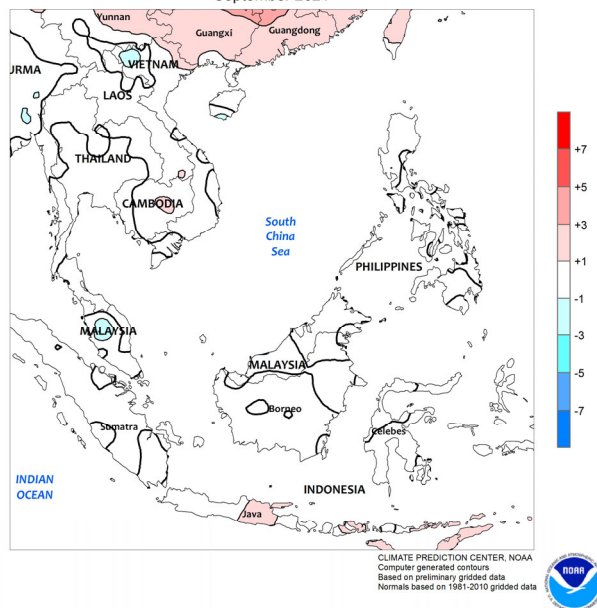 Yunnan
Guangxi
Guangdong
URMA
VIETNAM
LAOS
THAILAND
CAMBODIA
South
China
Sea
PHILIPPINES
MALAYSIA
MALAYSIA
Borneo
Sumatra
Celebes
INDIAN
OCEAN
INDONESIA
Java
+7
+5
+3
+1
-1
-3
-5
-7
CLIMATE PREDICTION CENTER, NOAA
Computer generated contours
Based on preliminary gridded data
Normals based on 1981-2010 gridded data
NOAA